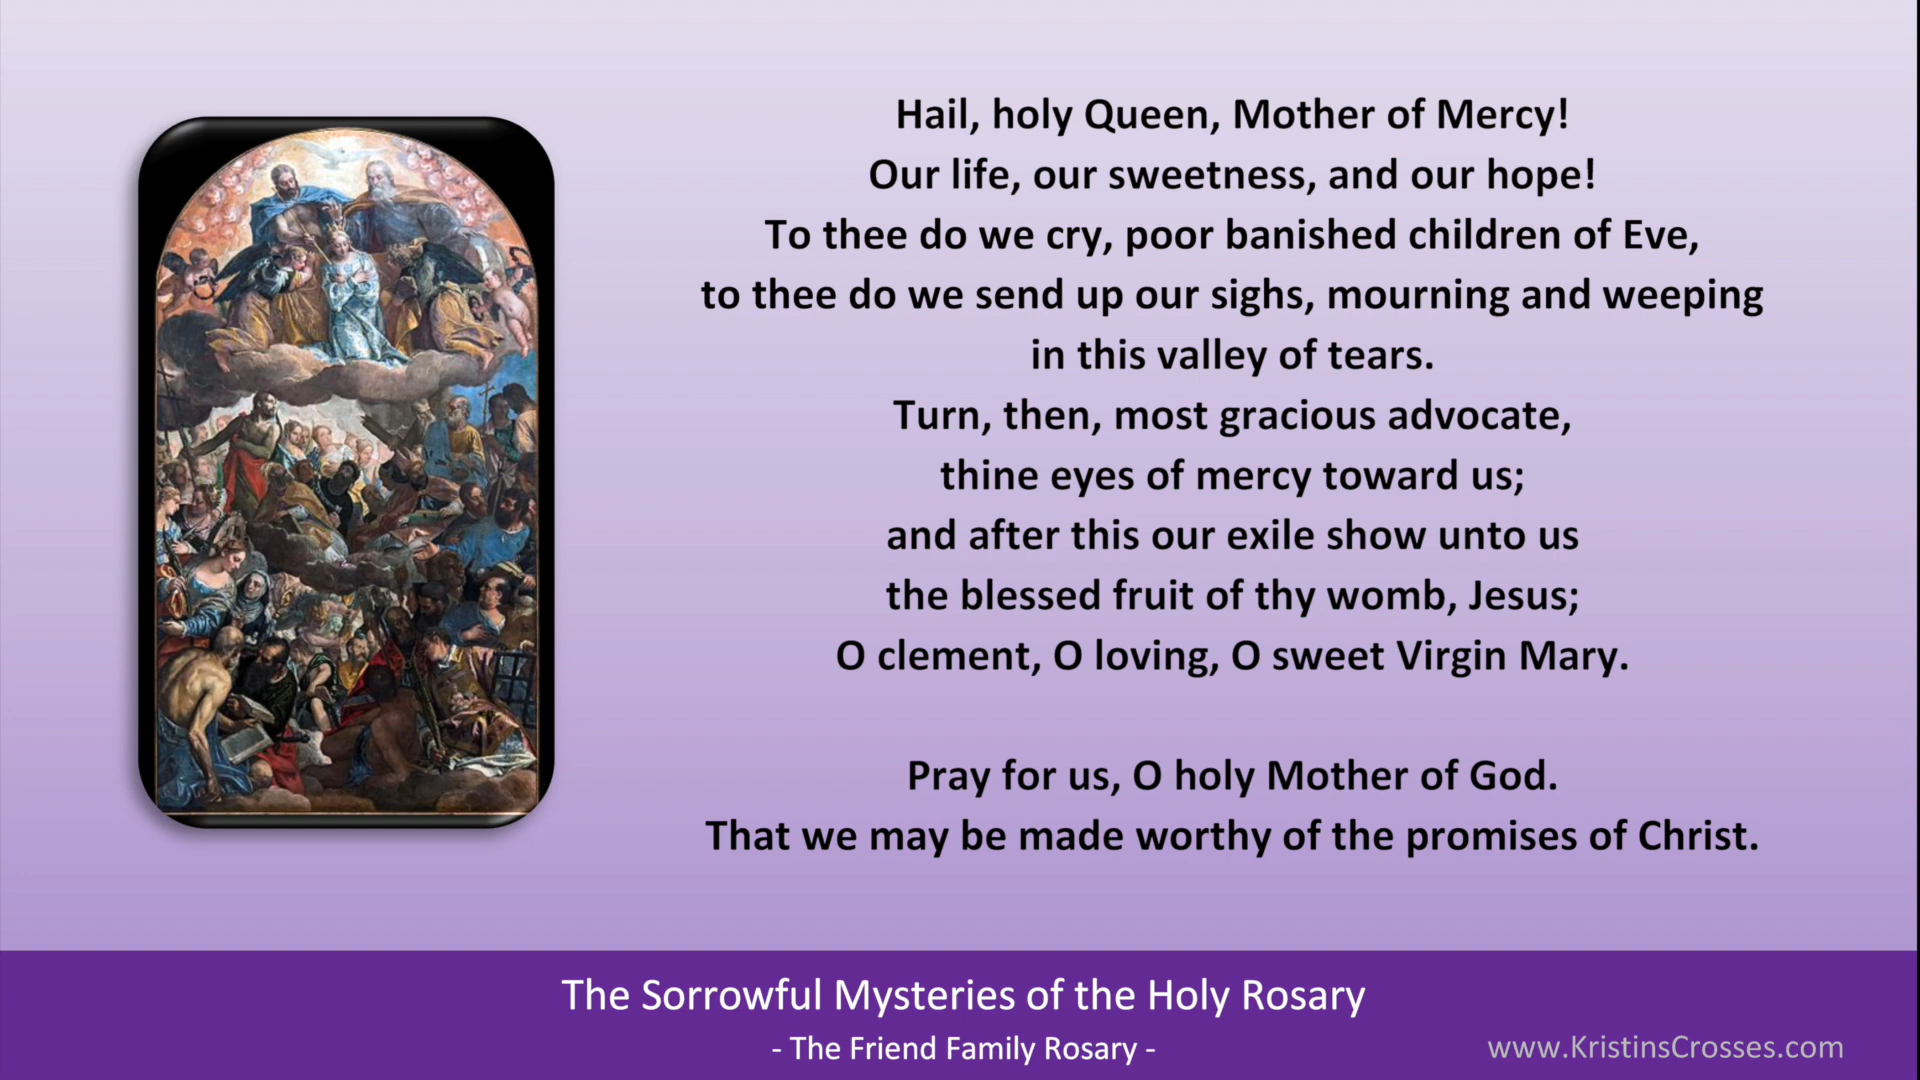 Hail, holy Queen, Mother of Mercy!
Our life, our sweetness, and our hope!
To thee do we cry, poor banished children of Eve,
to thee do we send up our sighs, mourning and weeping
in this valley of tears.
Turn, then, most gracious advocate,
thine eyes of mercy toward us;
and after this our exile show unto us
the blessed fruit of thy womb, Jesus;
O clement, O loving, O sweet Virgin Mary.
Pray for us, O holy Mother of God.
That we may be made worthy of the promises of Christ.
The Sorrowful Mysteries of the Holy Rosary
- The Friend Family Rosary -
www.KristinsCrosses.com